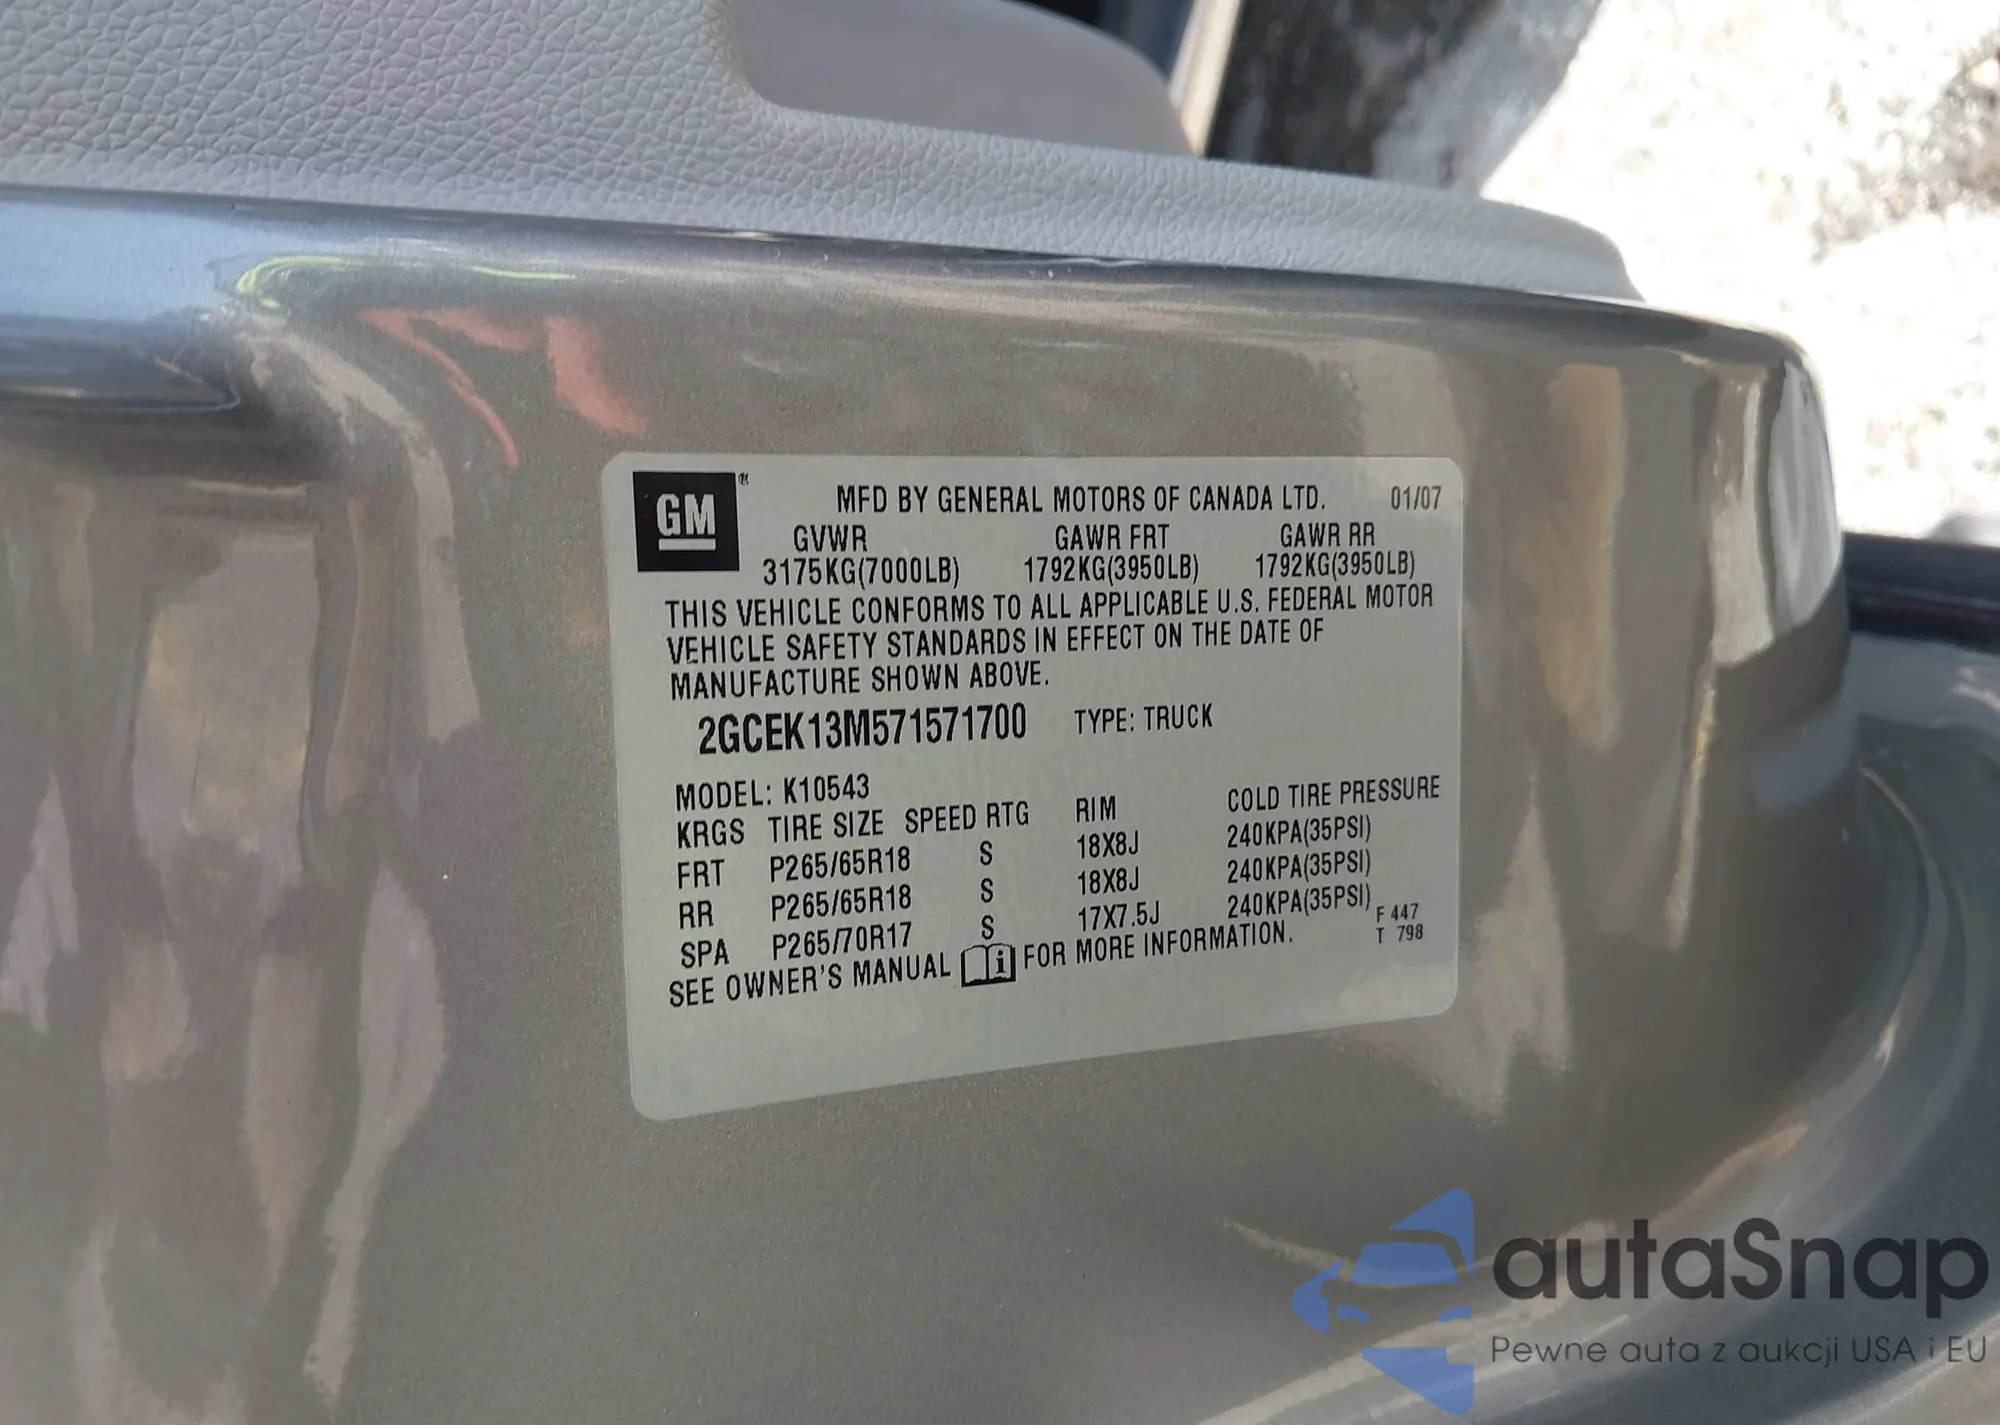 GM ® MFD BY GENERAL MOTORS OF CANADA LTD. 01/07
GVWR GAWR FRT GAWR RR
3175KG(7000LB) 1792KG(3950LB) 1792KG(3950LB)
THIS VEHICLE CONFORMS TO ALL APPLICABLE U.S. FEDERAL MOTOR
VEHICLE SAFETY STANDARDS IN EFFECT ON THE DATE OF
MANUFACTURE SHOWN ABOVE.
2GCEK13M571571700 TYPE: TRUCK
MODEL: K10543
KRGS TIRE SIZE SPEED RTG RIM COLD TIRE PRESSURE
FRT P265/65R18 S 18X8J 240KPA(35PSI)
RR P265/65R18 S 18X8J 240KPA(35PSI)
SPA P265/70R17 S 17X7.5J 240KPA(35PSI)
SEE OWNER'S MANUAL FOR MORE INFORMATION.
F 447
T 798
autaSnap
Pewne auta z aukcji USA i EU